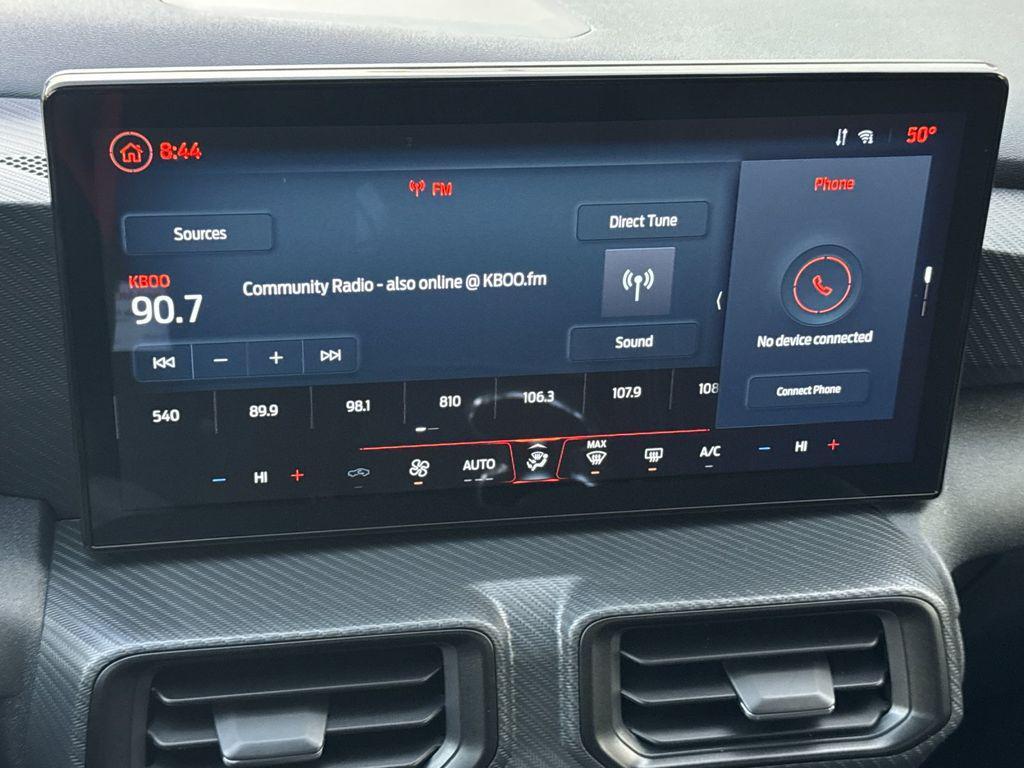 8:44
50°
FM
Phone
Sources
Direct Tune
KBOO
90.7
Community Radio - also online @ KBOO.fm
Sound
No device connected
Connect Phone
540 89.9 98.1 810 106.3 107.9 108
- HI +
AUTO
MAX
A/C
- HI +